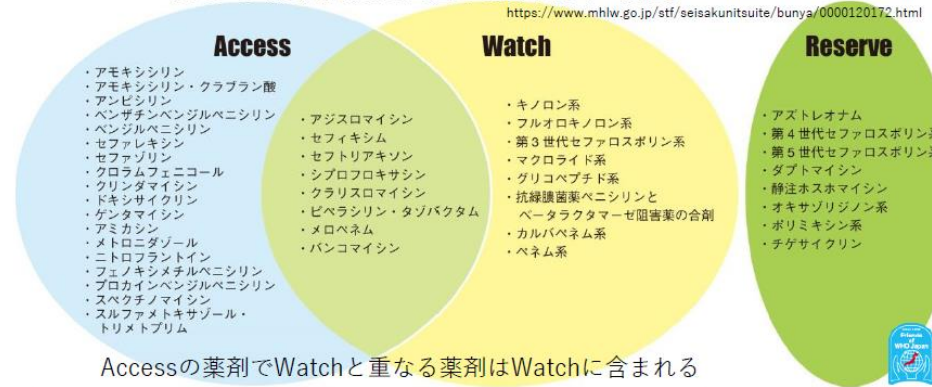 https://www.mhlw.go.jp/stf/seisakunitsuite/bunya/0000120172.html
Access
・アモキシシリン
・アモキシシリン・クラブラン酸
・アンピシリン
・ベンザチンベンジルペニシリン
・ベンジルペニシリン
・セファレキシン
・セファゾリン
・クロラムフェニコール
・クリンダマイシン
・ドキシサイクリン
・ゲンタマイシン
・アミカシン
・メトロニダゾール
・ニトロフラントイン
・フェノキシメチルペニシリン
・プロカインベンジルペニシリン
・スペクチノマイシン
・スルファメトキサゾール・
トリメトプリム
・アジスロマイシン
・セフィキシム
・セフトリアキソン
・シプロフロキサシン
・クラリスロマイシン
・ピペラシリン・タゾバクタム
・メロペネム
・バンコマイシン
Watch
・キノロン系
・フルオロキノロン系
・第3世代セファロスポリン系
・マクロライド系
・グリコペプチド系
・抗緑膿菌薬ペニシリンと
ベータラクタマーゼ阻害薬の合剤
・カルバペネム系
・ペネム系
Reserve
・アズトレオナム
・第4世代セファロスポリン系
・第5世代セファロスポリン系
・ダプトマイシン
・静注ホスホマイシン
・オキサゾリジノン系
・ポリミキシン系
・チゲサイクリン
Friends
of
WHO Japan
Accessの薬剤でWatchと重なる薬剤はWatchに含まれる